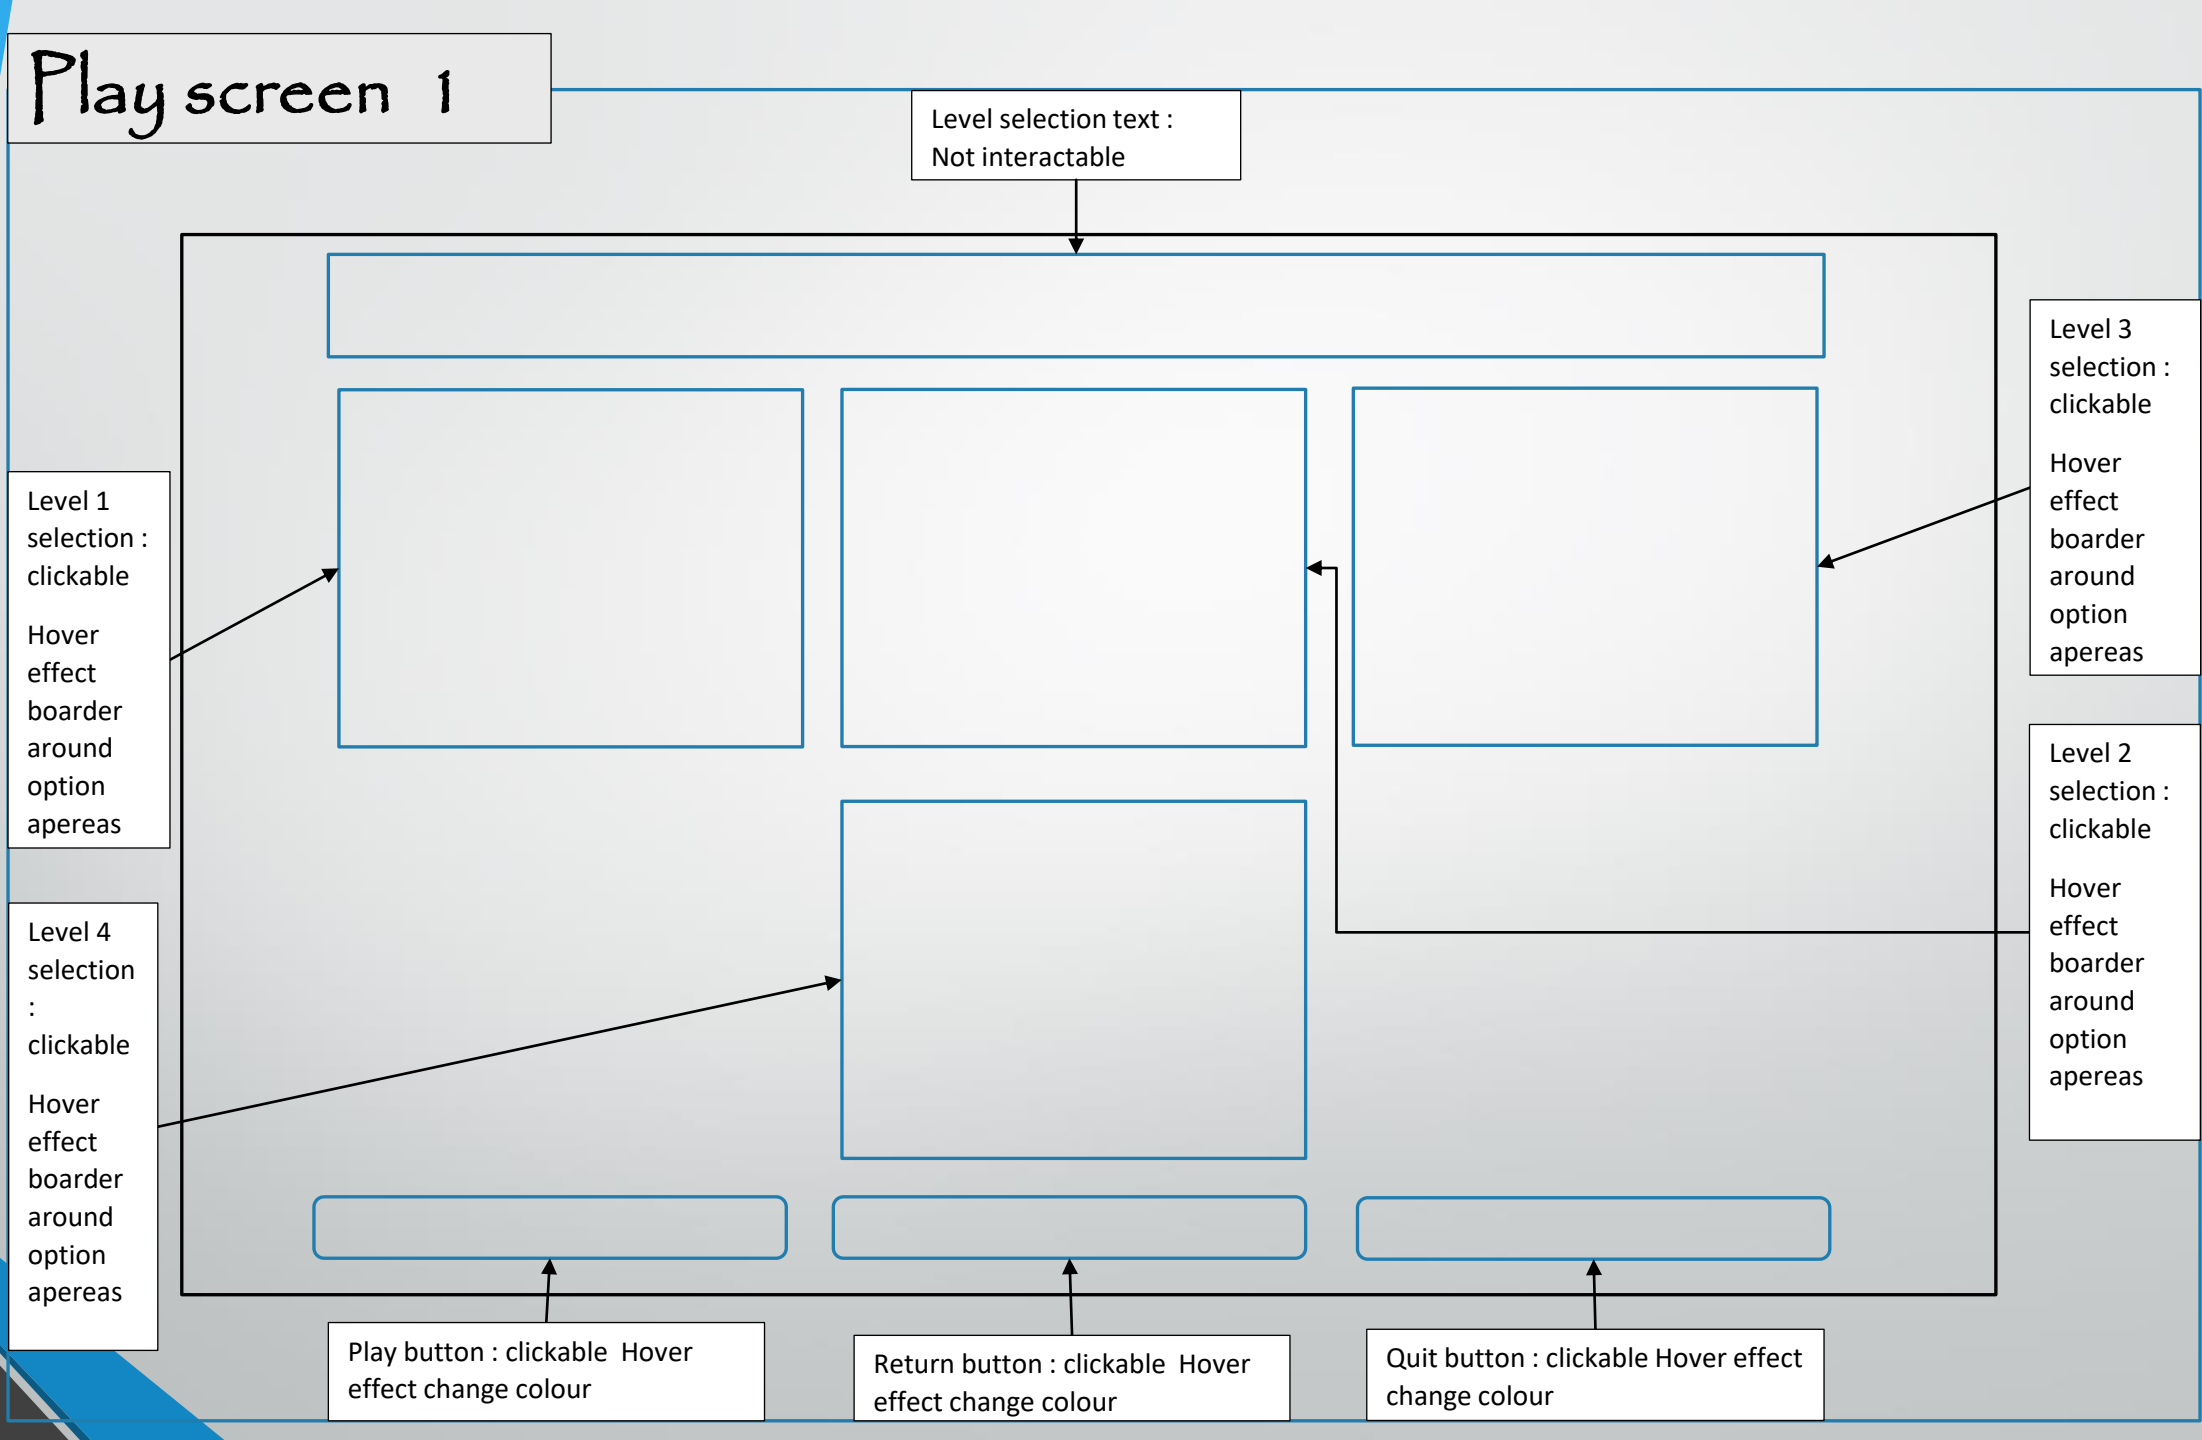 Play screen 1
Level selection text :
Not interactable
Level 3
selection :
clickable
Hover
effect
boarder
around
option
apereas
Level 1
selection :
clickable
Hover
effect
boarder
around
option
apereas
Level 2
selection :
clickable
Hover
effect
boarder
around
option
apereas
Level 4
selection
:
clickable
Hover
effect
boarder
around
option
apereas
Play button : clickable  Hover
effect change colour
Return button : clickable  Hover
effect change colour
Quit button : clickable Hover effect
change colour